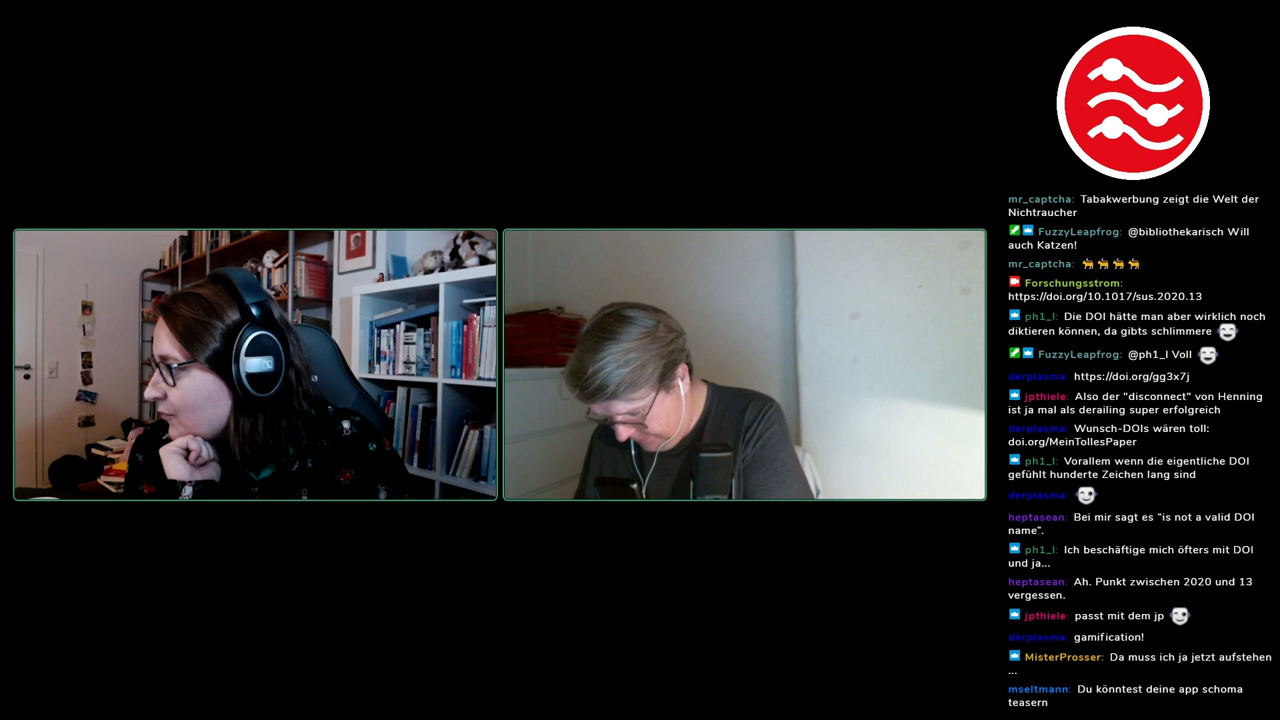 mr_captcha: Tabakwerbung zeigt die Welt der
Nichtraucher
FuzzyLeapfrog: @bibliothekarisch Will
auch Katzen!
mr_captcha: 🐈🐈🐈🐈
Forschungsstrom:
https://doi.org/10.1017/sus.2020.13
ph1_l: Die DOI hätte man aber wirklich noch
diktieren können, da gibts schlimmere
FuzzyLeapfrog: @ph1_l Voll
derplasma: https://doi.org/gg3x7j
jpthiele: Also der "disconnect" von Henning
ist ja mal als derailing super erfolgreich
derplasma: Wunsch-DOIs wären toll:
doi.org/MeinTollesPaper
ph1_l: Vorallem wenn die eigentliche DOI
gefühlt hunderte Zeichen lang sind
derplasma:
heptasean: Bei mir sagt es "is not a valid DOI
name".
ph1_l: Ich beschäftige mich öfters mit DOI
und ja...
heptasean: Ah. Punkt zwischen 2020 und 13
vergessen.
jpthiele: passt mit dem jp
derplasma: gamification!
MisterProsser: Da muss ich ja jetzt aufstehen
...
mseltmann: Du könntest deine app schoma
teasern